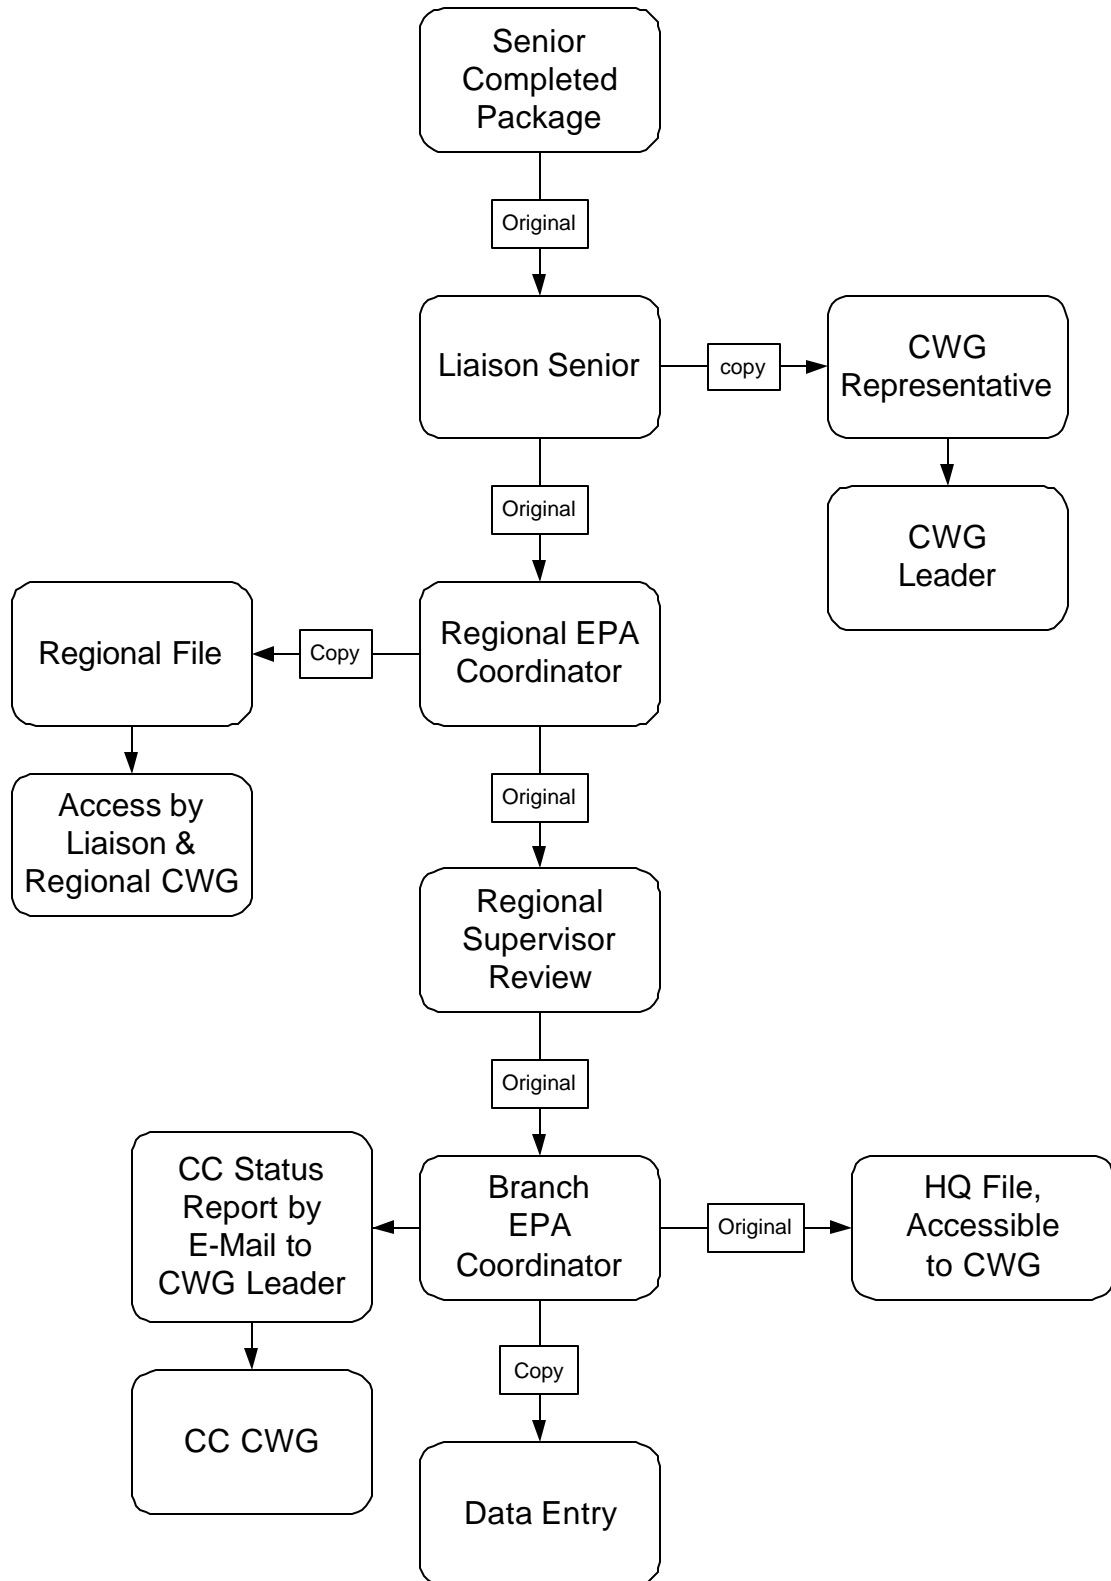 Senior
Completed
Package
Original
Liaison Senior
copy
CWG
Representative
Original
CWG
Leader
Regional File
Copy
Regional EPA
Coordinator
Access by
Liaison &
Regional CWG
Original
Regional
Supervisor
Review
Original
CC Status
Report by
E-Mail to
CWG Leader
Branch
EPA
Coordinator
Original
HQ File,
Accessible
to CWG
Copy
CC CWG
Data Entry